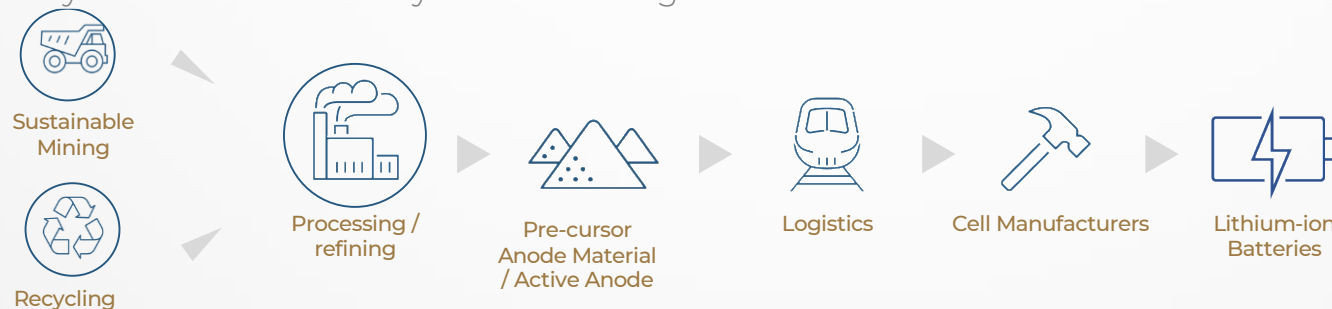 Sustainable
Mining
Recycling
Processing /
refining
Pre-cursor
Anode Material
/ Active Anode
Logistics
Cell Manufacturers
Lithium-ion
Batteries